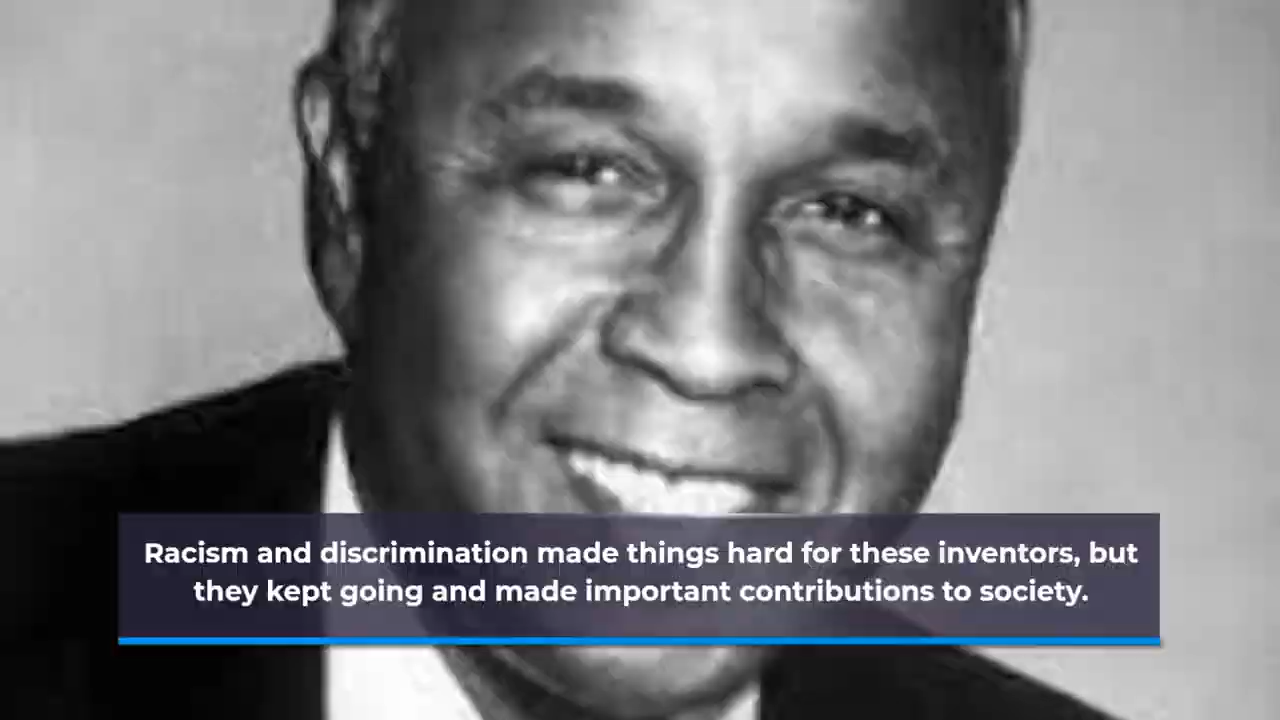 Racism and discrimination made things hard for these inventors, but
they kept going and made important contributions to society.